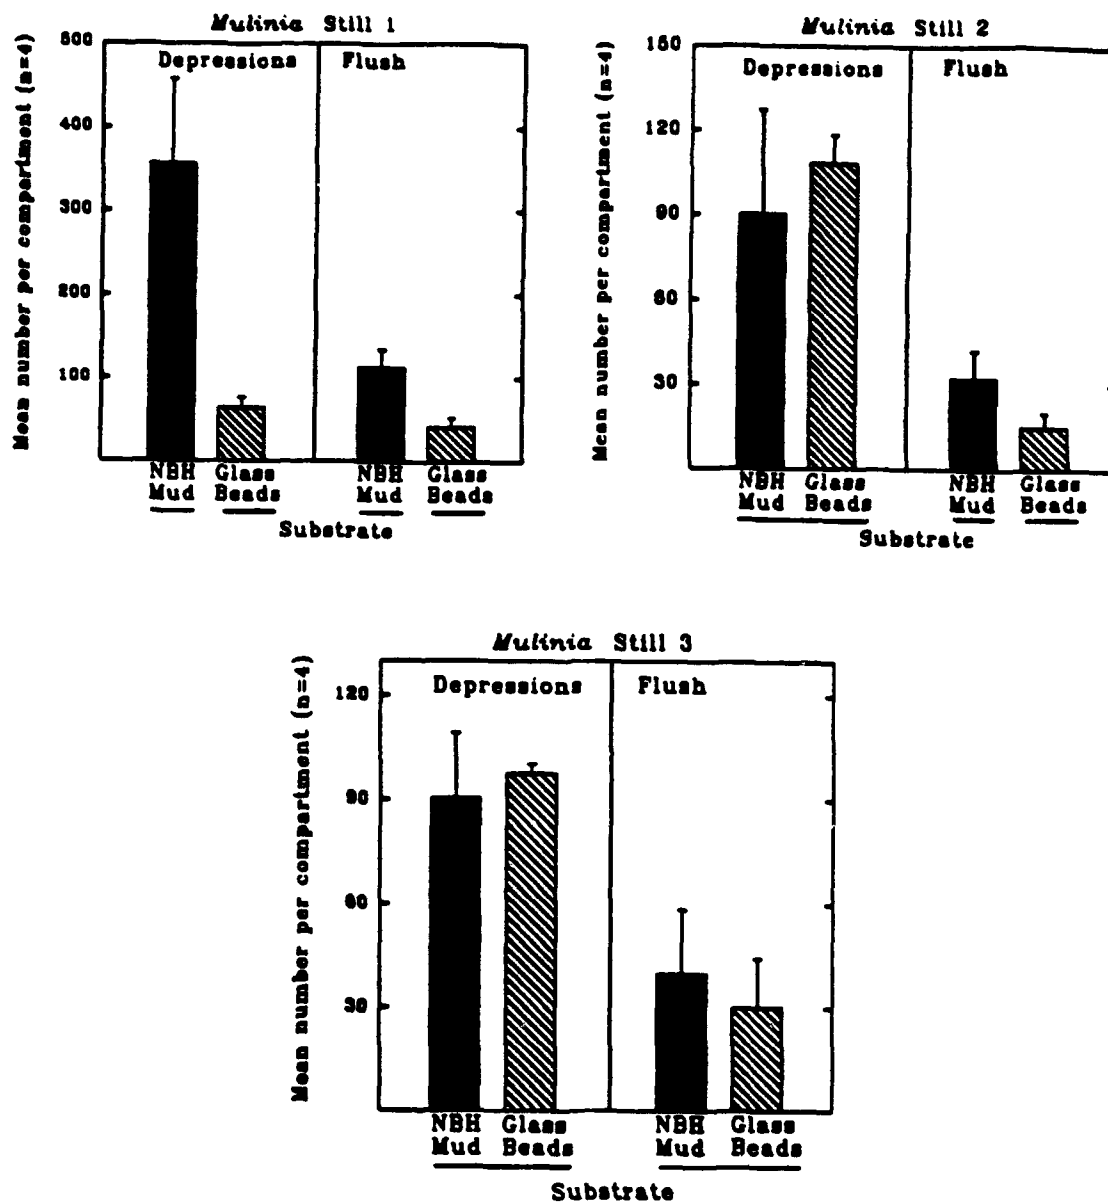 Mulinia Still 1
Mean number per compartment (n=4)
500
400
300
200
100
Depressions Flush
NBH Glass NBH Glass
Mud Beads Mud Beads
Substrate
Mulinia Still 2
Mean number per compartment (n=4)
150
120
90
60
30
Depressions Flush
NBH Glass NBH Glass
Mud Beads Mud Beads
Substrate
Mulinia Still 3
Mean number per compartment (n=4)
120
90
60
30
Depressions Flush
NBH Glass NBH Glass
Mud Beads Mud Beads
Substrate